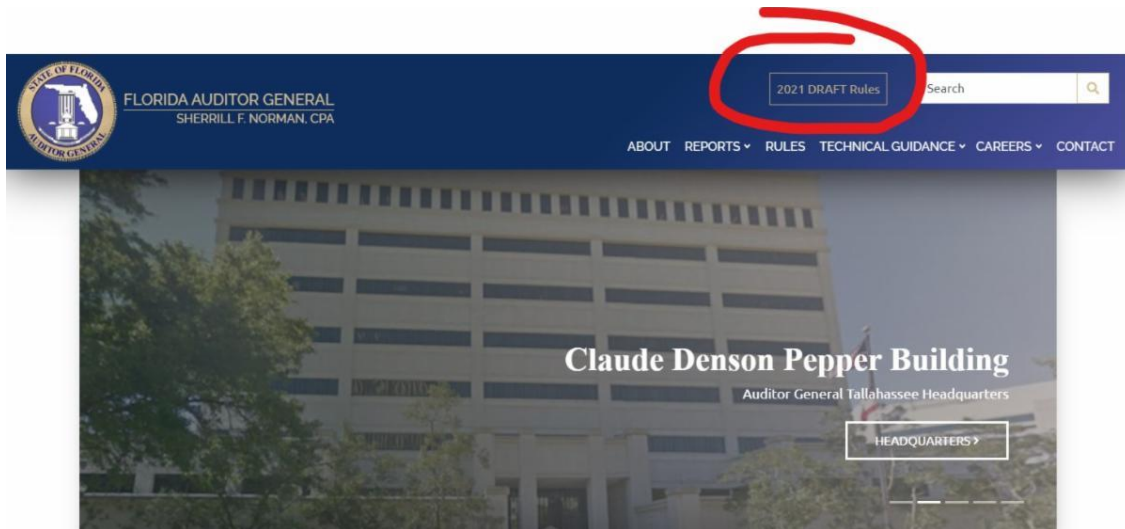 STATE OF FLORIDA
AUDITOR GENERAL
FLORIDA AUDITOR GENERAL
SHERRILL F. NORMAN, CPA
2021 DRAFT Rules
Search
ABOUT REPORTS RULES TECHNICAL GUIDANCE CAREERS CONTACT
Claude Denson Pepper Building
Auditor General Tallahassee Headquarters
HEADQUARTERS